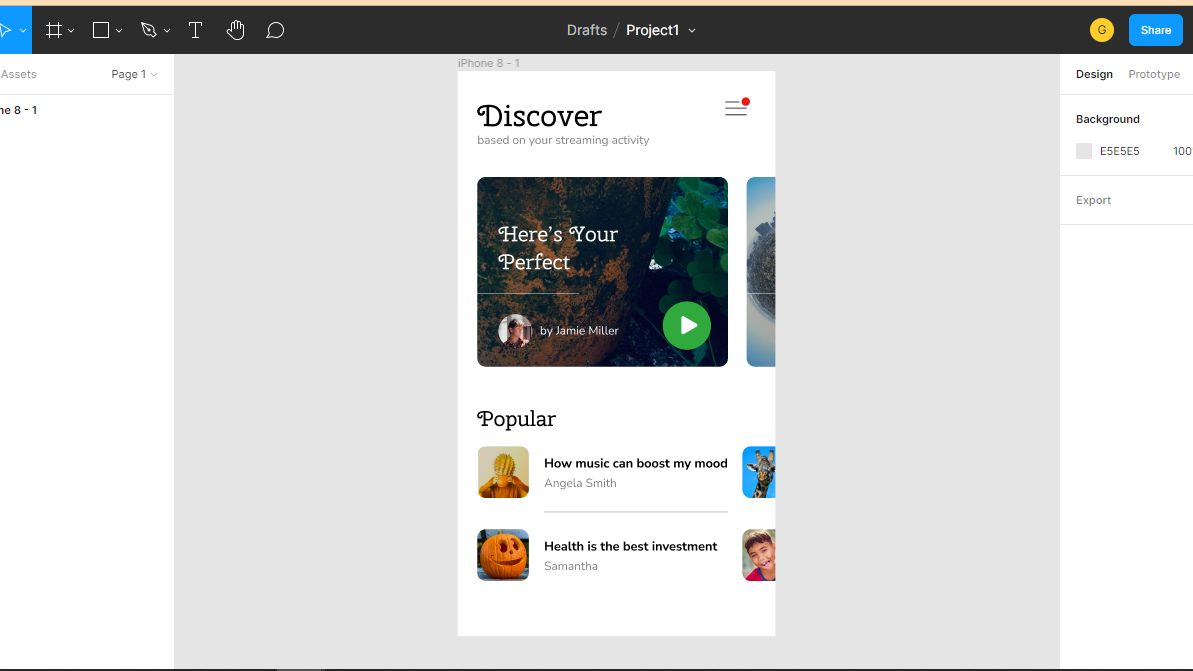 Drafts / Project1
G
Share
Assets
Page 1
ne 8 - 1
iPhone 8 - 1
Design
Prototype
Background
E5E5E5
100
Export
Discover
based on your streaming activity
Here's Your
Perfect
by Jamie Miller
Popular
How music can boost my mood
Angela Smith
Health is the best investment
Samantha